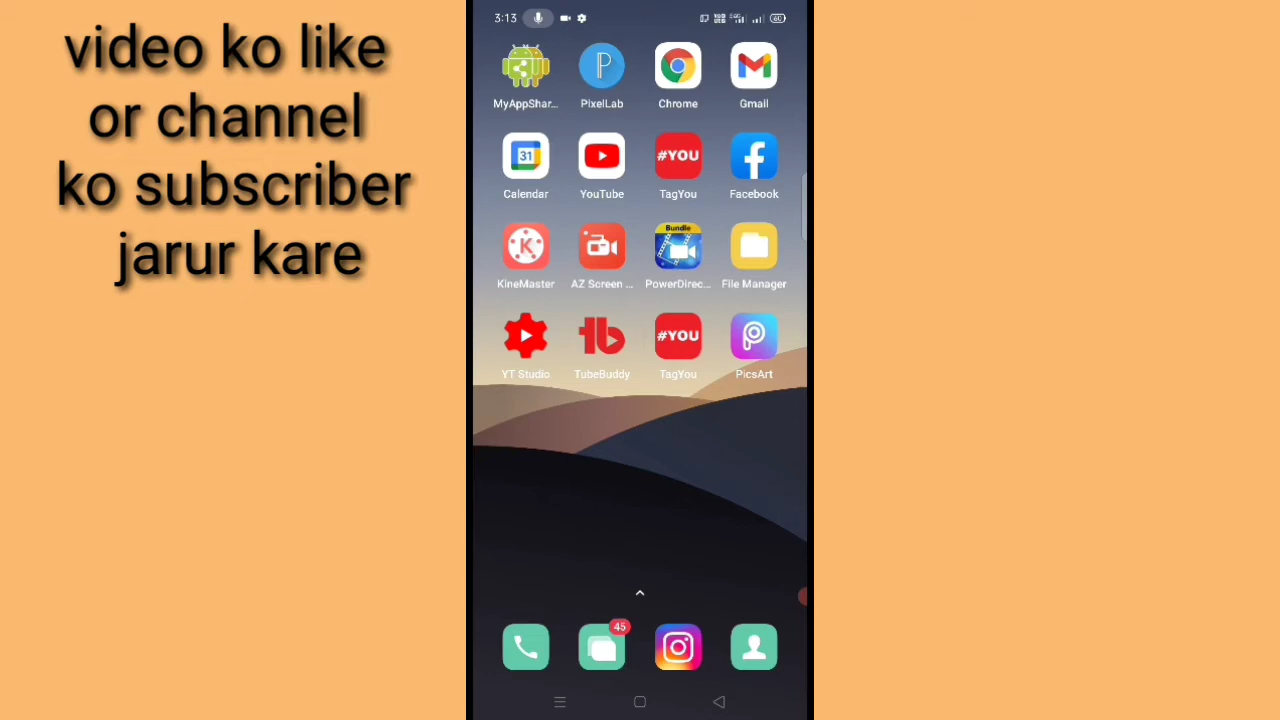 video ko like
or channel
ko subscriber
jarur kare
3:13
60
MyAppShar... PixelLab Chrome Gmail
31 #YOU
Calendar YouTube TagYou Facebook
Bundle
KineMaster AZ Screen ... PowerDirec... File Manager
#YOU
YT Studio TubeBuddy TagYou PicsArt
45